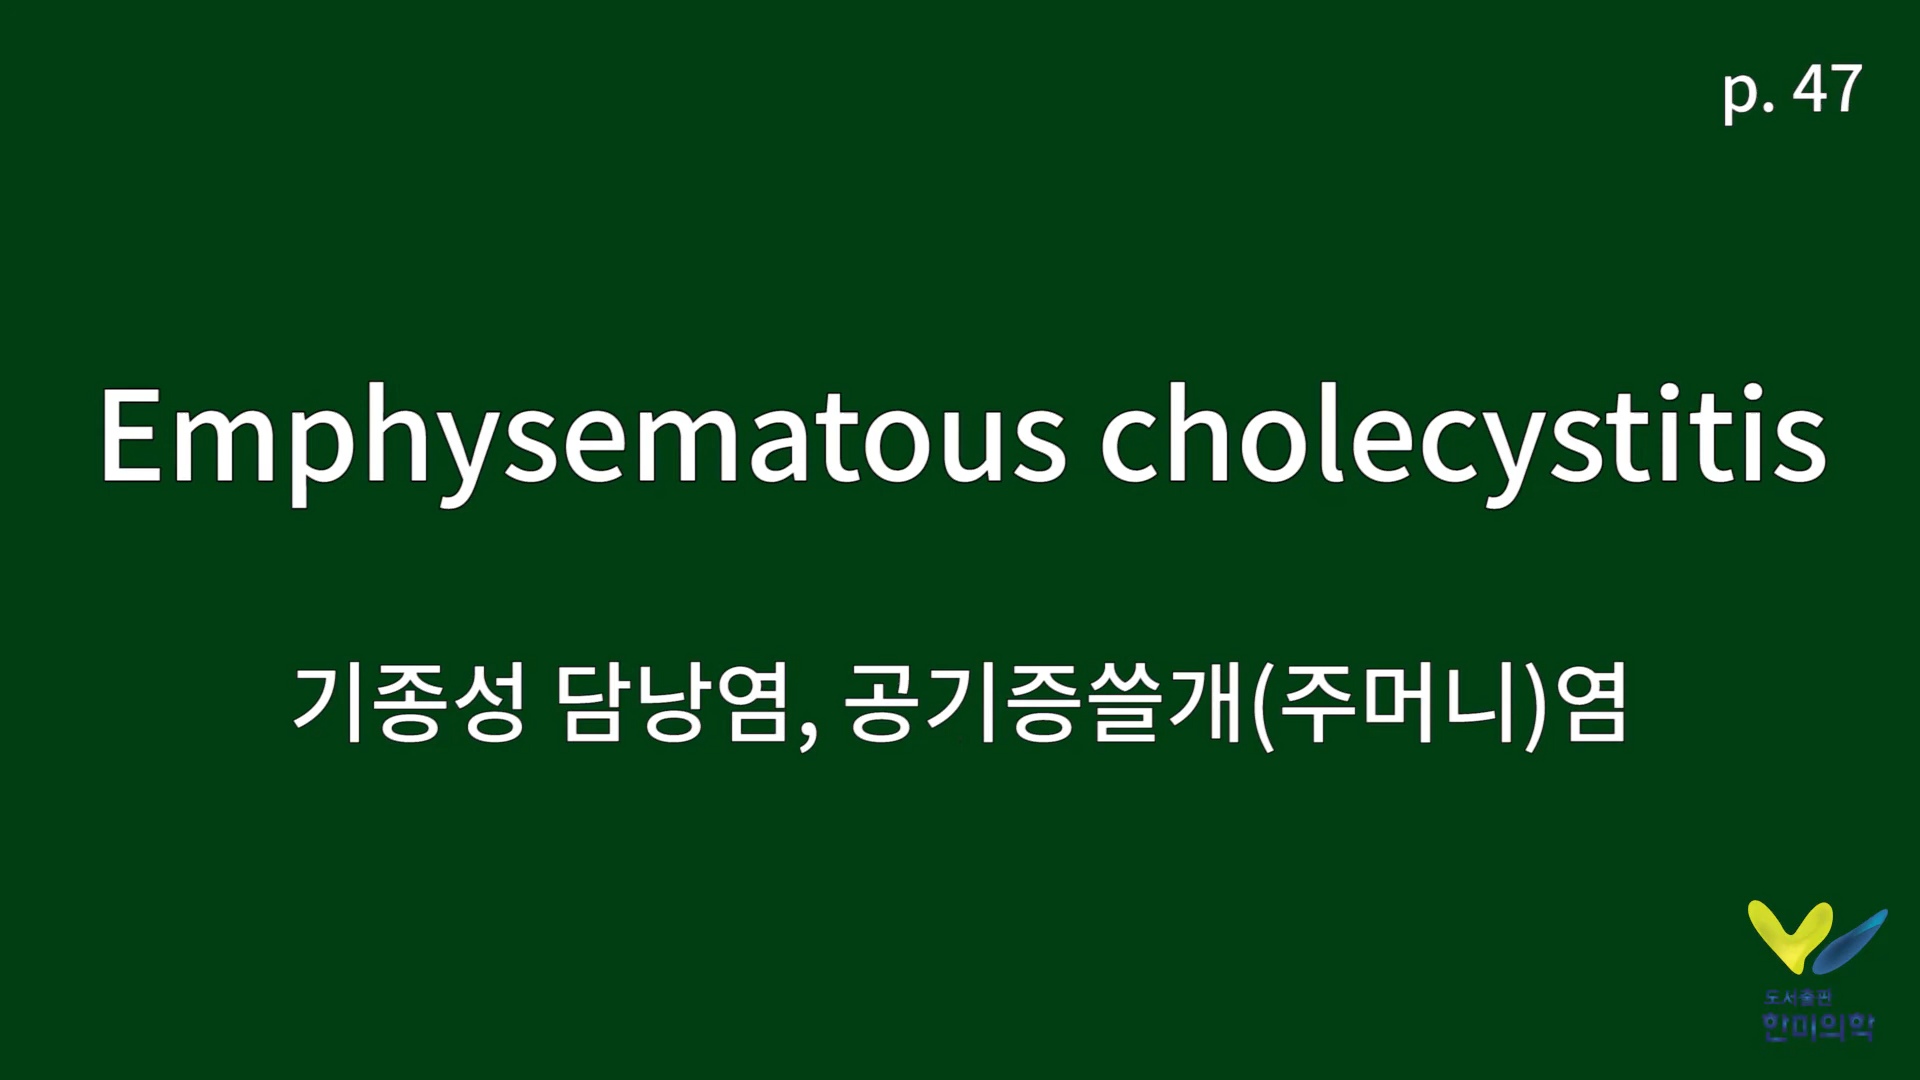 p. 47
Emphysematous cholecystitis
기종성 담낭염, 공기증쓸개(주머니)염
도서출판
한미의학